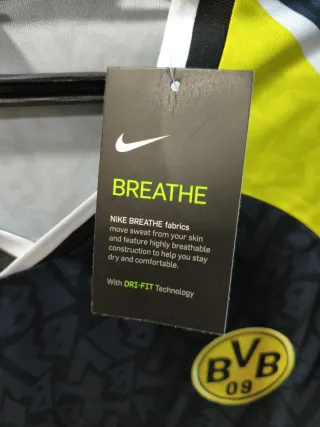 BREATHE
NIKE BREATHE fabrics
move sweat from your skin
and feature highly breathable
construction to help you stay
dry and comfortable.
With DRI-FIT Technology
BVB
09